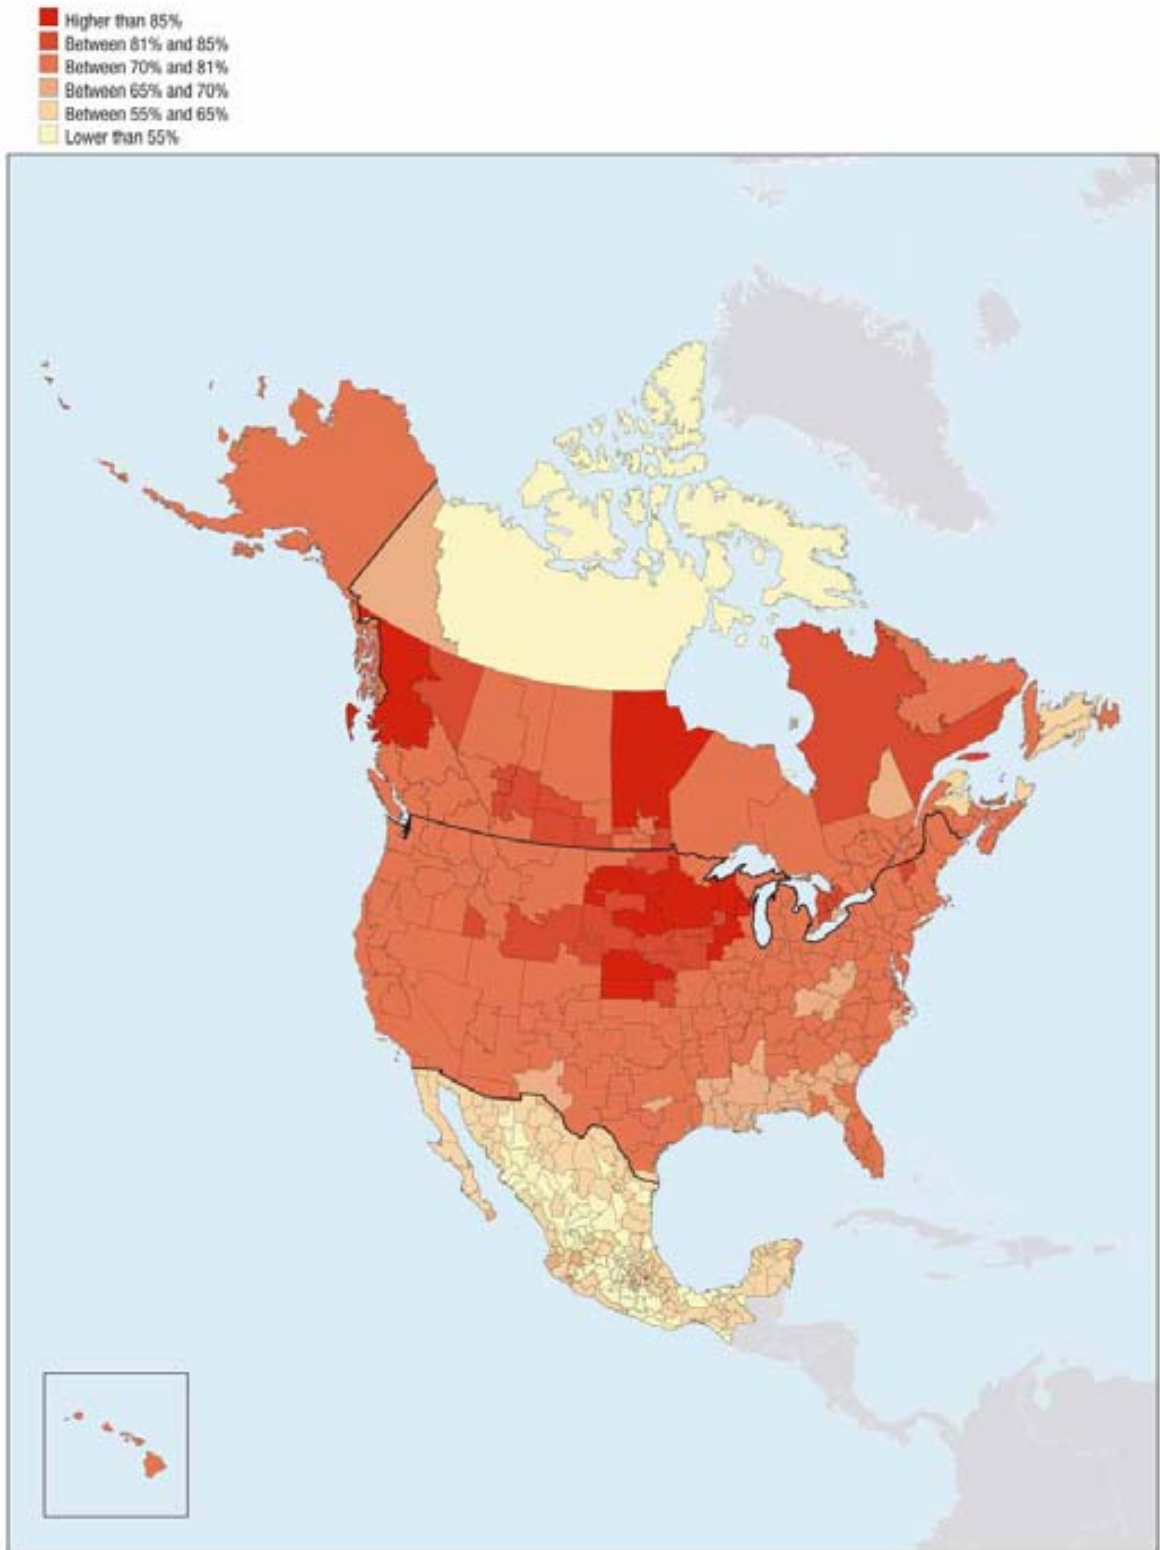 Higher than 85%
Between 81% and 85%
Between 70% and 81%
Between 65% and 70%
Between 55% and 65%
Lower than 55%